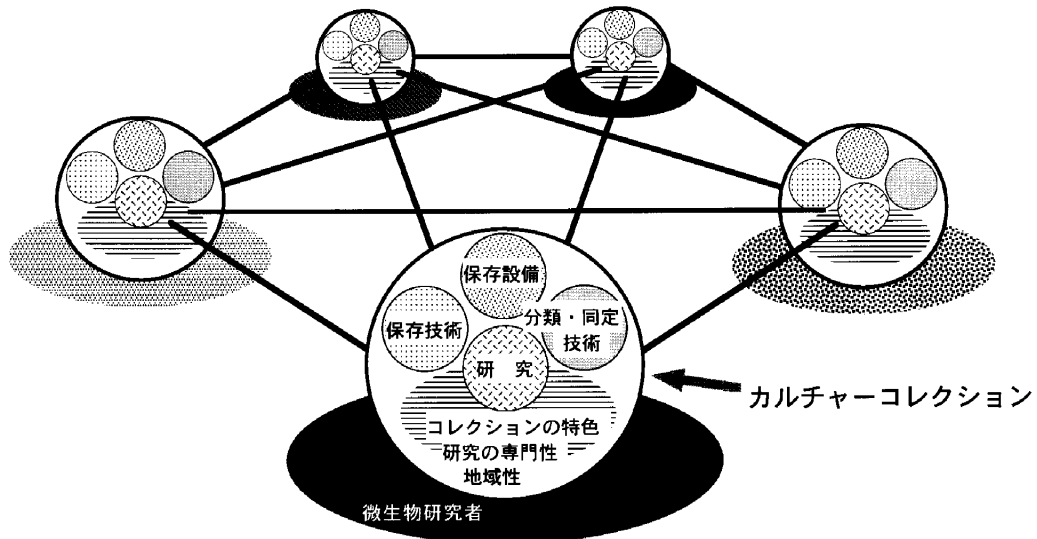 保存設備
保存技術
分類・同定
技術
研 究
コレクションの特色
研究の専門性
地域性
カルチャーコレクション
微生物研究者